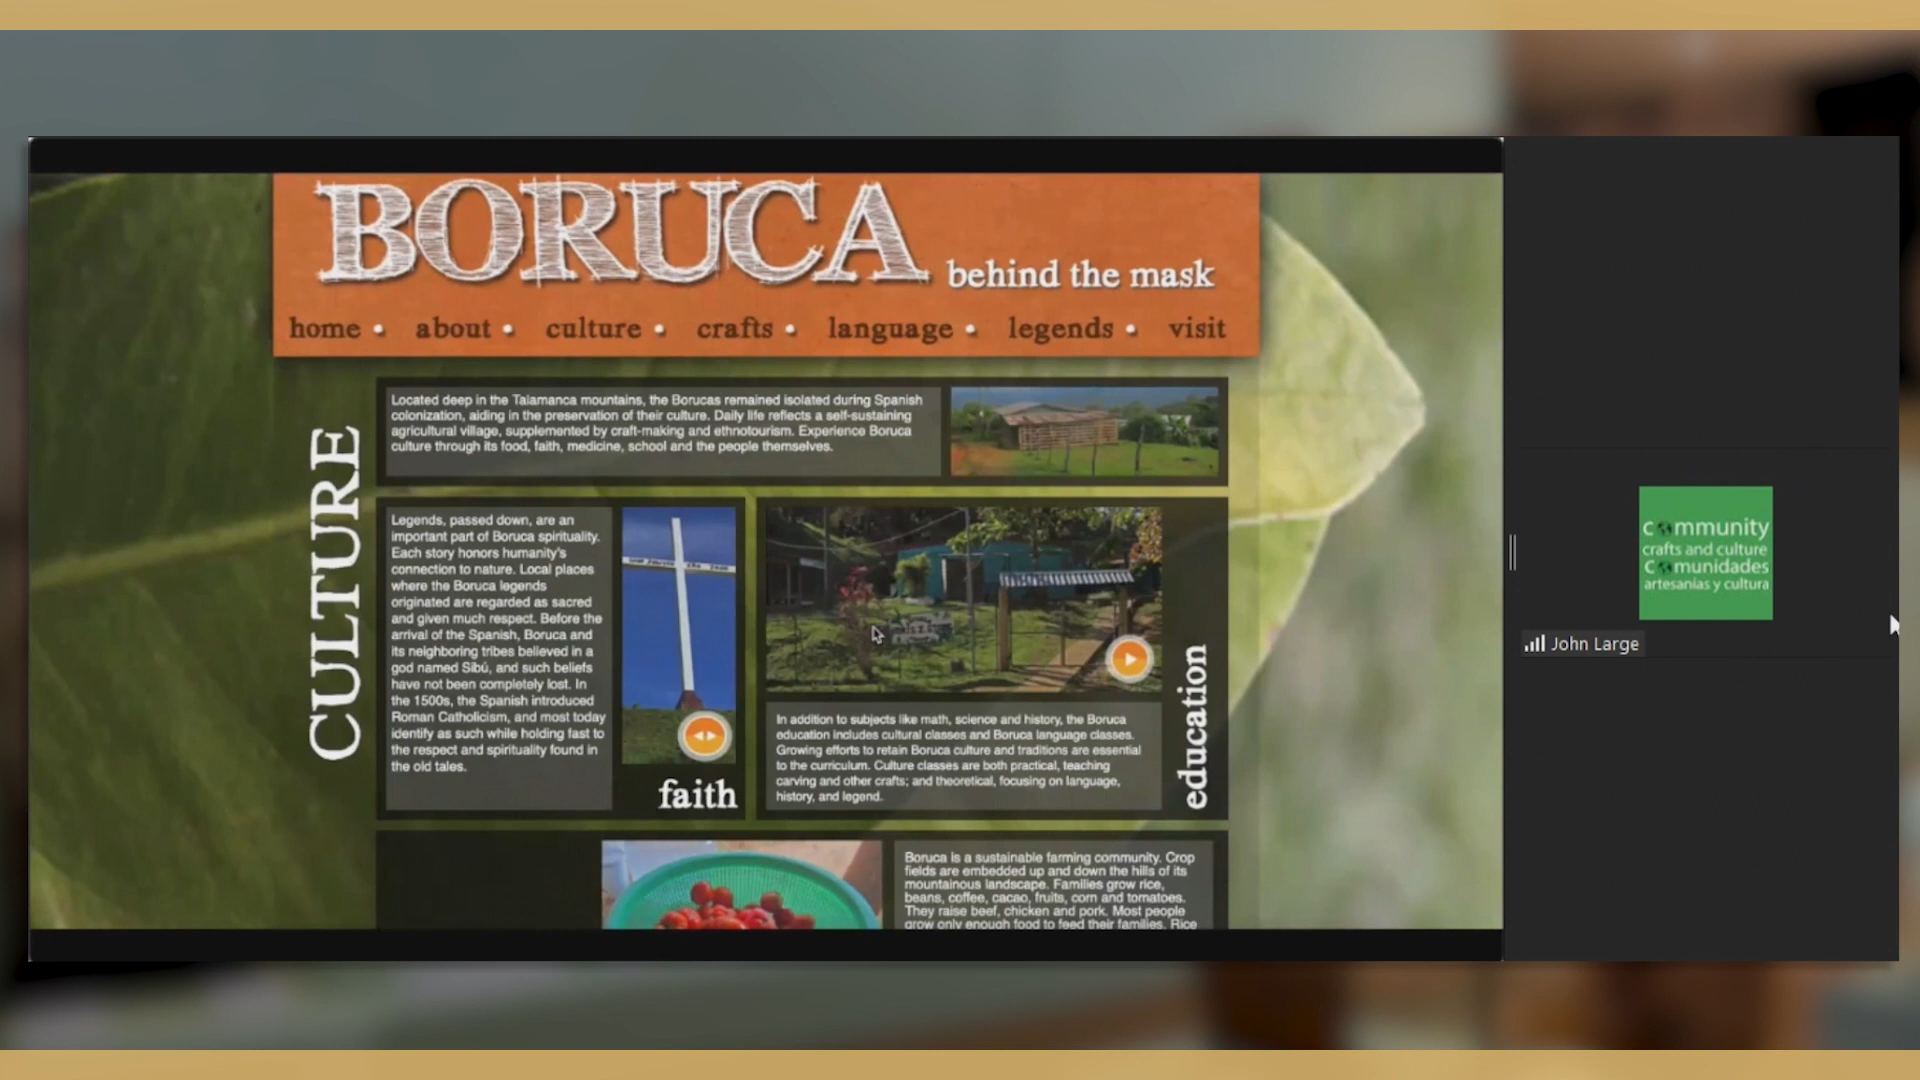 BORUCA
behind the mask
home • about • culture • crafts • language • legends • visit
CULTURE
Located deep in the Talamanca mountains, the Borucas remained isolated during Spanish
colonization, aiding in the preservation of their culture. Daily life reflects a self-sustaining
agricultural village, supplemented by craft-making and ethnotourism. Experience Boruca
culture through its food, faith, medicine, school and the people themselves.
Legends, passed down, are an
important part of Boruca spirituality.
Each story honors humanity's
connection to nature. Local places
where the Boruca legends
originated are regarded as sacred
and given much respect. Before the
arrival of the Spanish, Boruca and
its neighboring tribes believed in a
god named Sibú, and such beliefs
have not been completely lost. In
the 1500s, the Spanish introduced
Roman Catholicism, and most today
identify as such while holding fast to
the respect and spirituality found in
the old tales.
faith
In addition to subjects like math, science and history, the Boruca
education includes cultural classes and Boruca language classes.
Growing efforts to retain Boruca culture and traditions are essential
to the curriculum. Culture classes are both practical, teaching
carving and other crafts; and theoretical, focusing on language,
history, and legend.
education
Boruca is a sustainable farming community. Crop
fields are embedded up and down the hills of its
mountainous landscape. Families grow rice,
beans, coffee, cacao, fruits, corn and tomatoes.
They raise beef, chicken and pork. Most people
grow only enough food to feed their families. Rice
community
crafts and culture
comunidades
artesanías y cultura
John Large